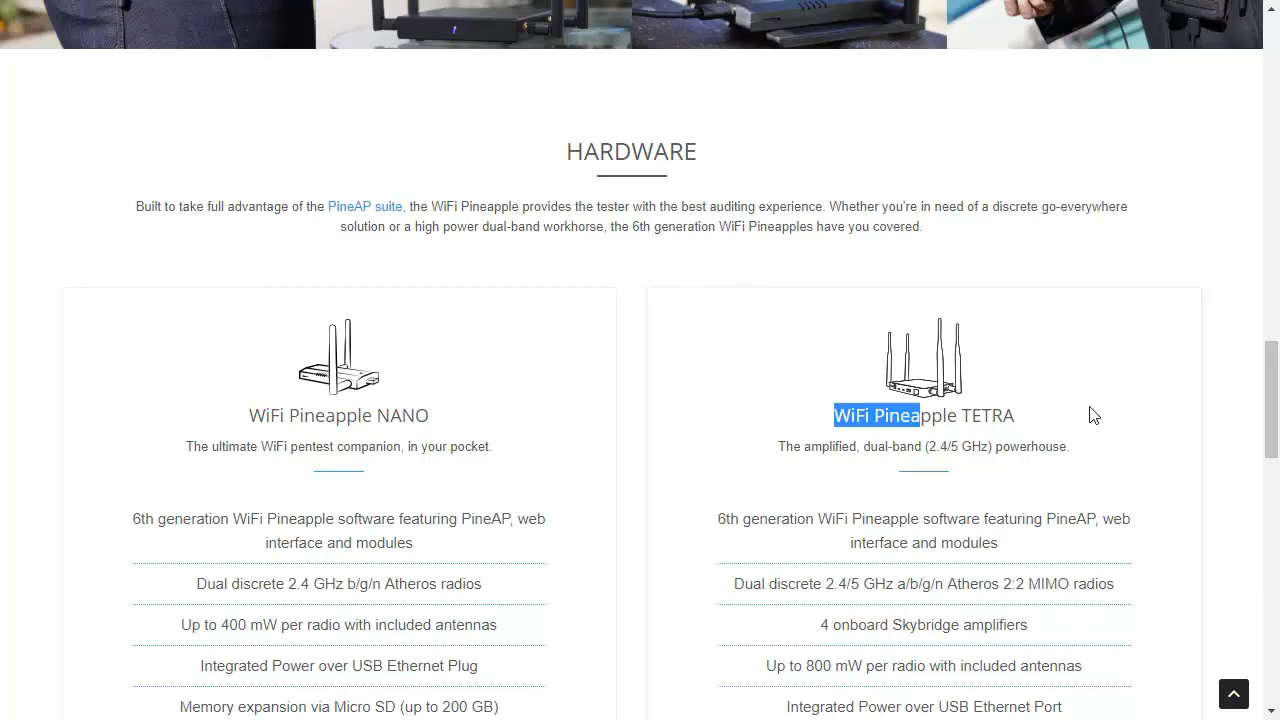 HARDWARE
Built to take full advantage of the PineAP suite, the WiFi Pineapple provides the tester with the best auditing experience. Whether you're in need of a discrete go-everywhere
solution or a high power dual-band workhorse, the 6th generation WiFi Pineapples have you covered.
WiFi Pineapple NANO
The ultimate WiFi pentest companion, in your pocket.
6th generation WiFi Pineapple software featuring PineAP, web
interface and modules
Dual discrete 2.4 GHz b/g/n Atheros radios
Up to 400 mW per radio with included antennas
Integrated Power over USB Ethernet Plug
Memory expansion via Micro SD (up to 200 GB)
WiFi Pineapple TETRA
The amplified, dual-band (2.4/5 GHz) powerhouse.
6th generation WiFi Pineapple software featuring PineAP, web
interface and modules
Dual discrete 2.4/5 GHz a/b/g/n Atheros 2:2 MIMO radios
4 onboard Skybridge amplifiers
Up to 800 mW per radio with included antennas
Integrated Power over USB Ethernet Port